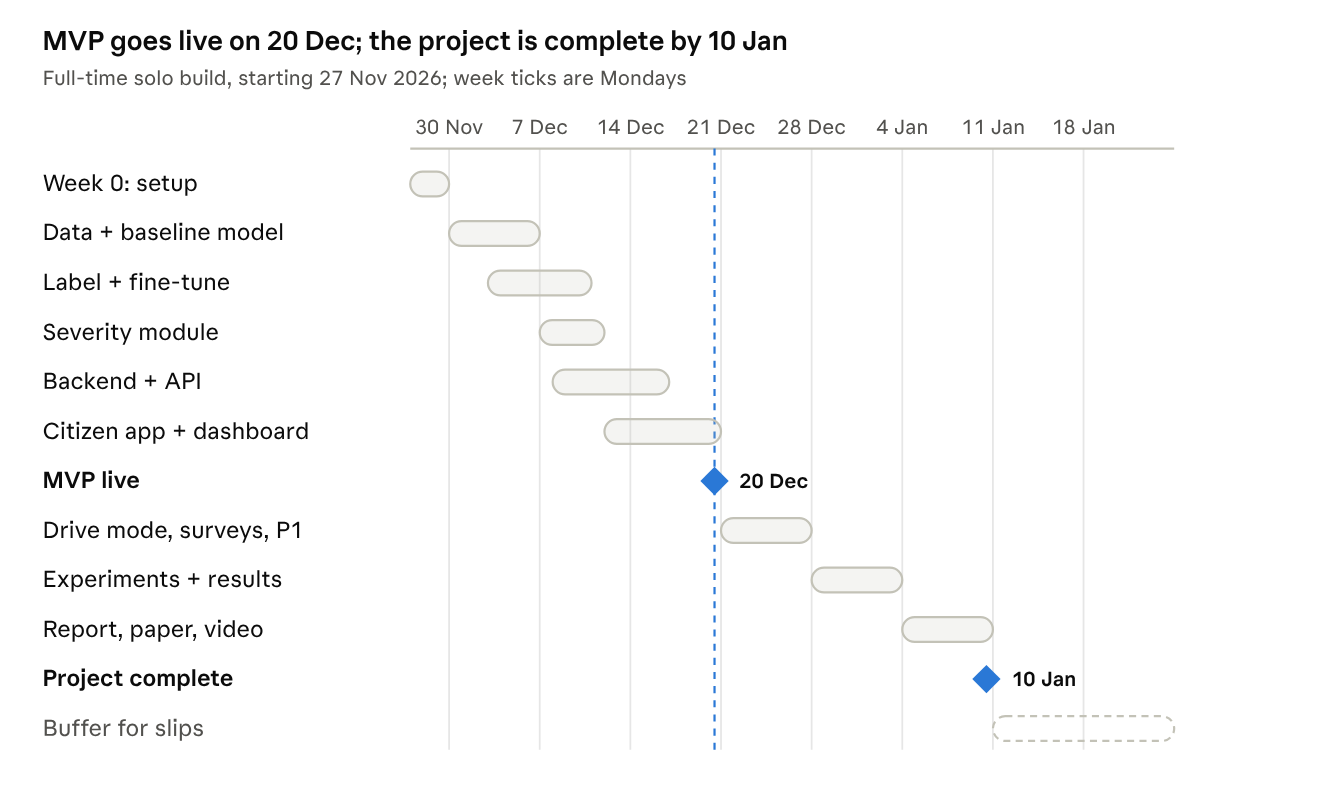 MVP goes live on 20 Dec; the project is complete by 10 Jan
Full-time solo build, starting 27 Nov 2026; week ticks are Mondays
30 Nov 7 Dec 14 Dec 21 Dec 28 Dec 4 Jan 11 Jan 18 Jan
Week 0: setup
Data + baseline model
Label + fine-tune
Severity module
Backend + API
Citizen app + dashboard
MVP live 20 Dec
Drive mode, surveys, P1
Experiments + results
Report, paper, video
Project complete 10 Jan
Buffer for slips